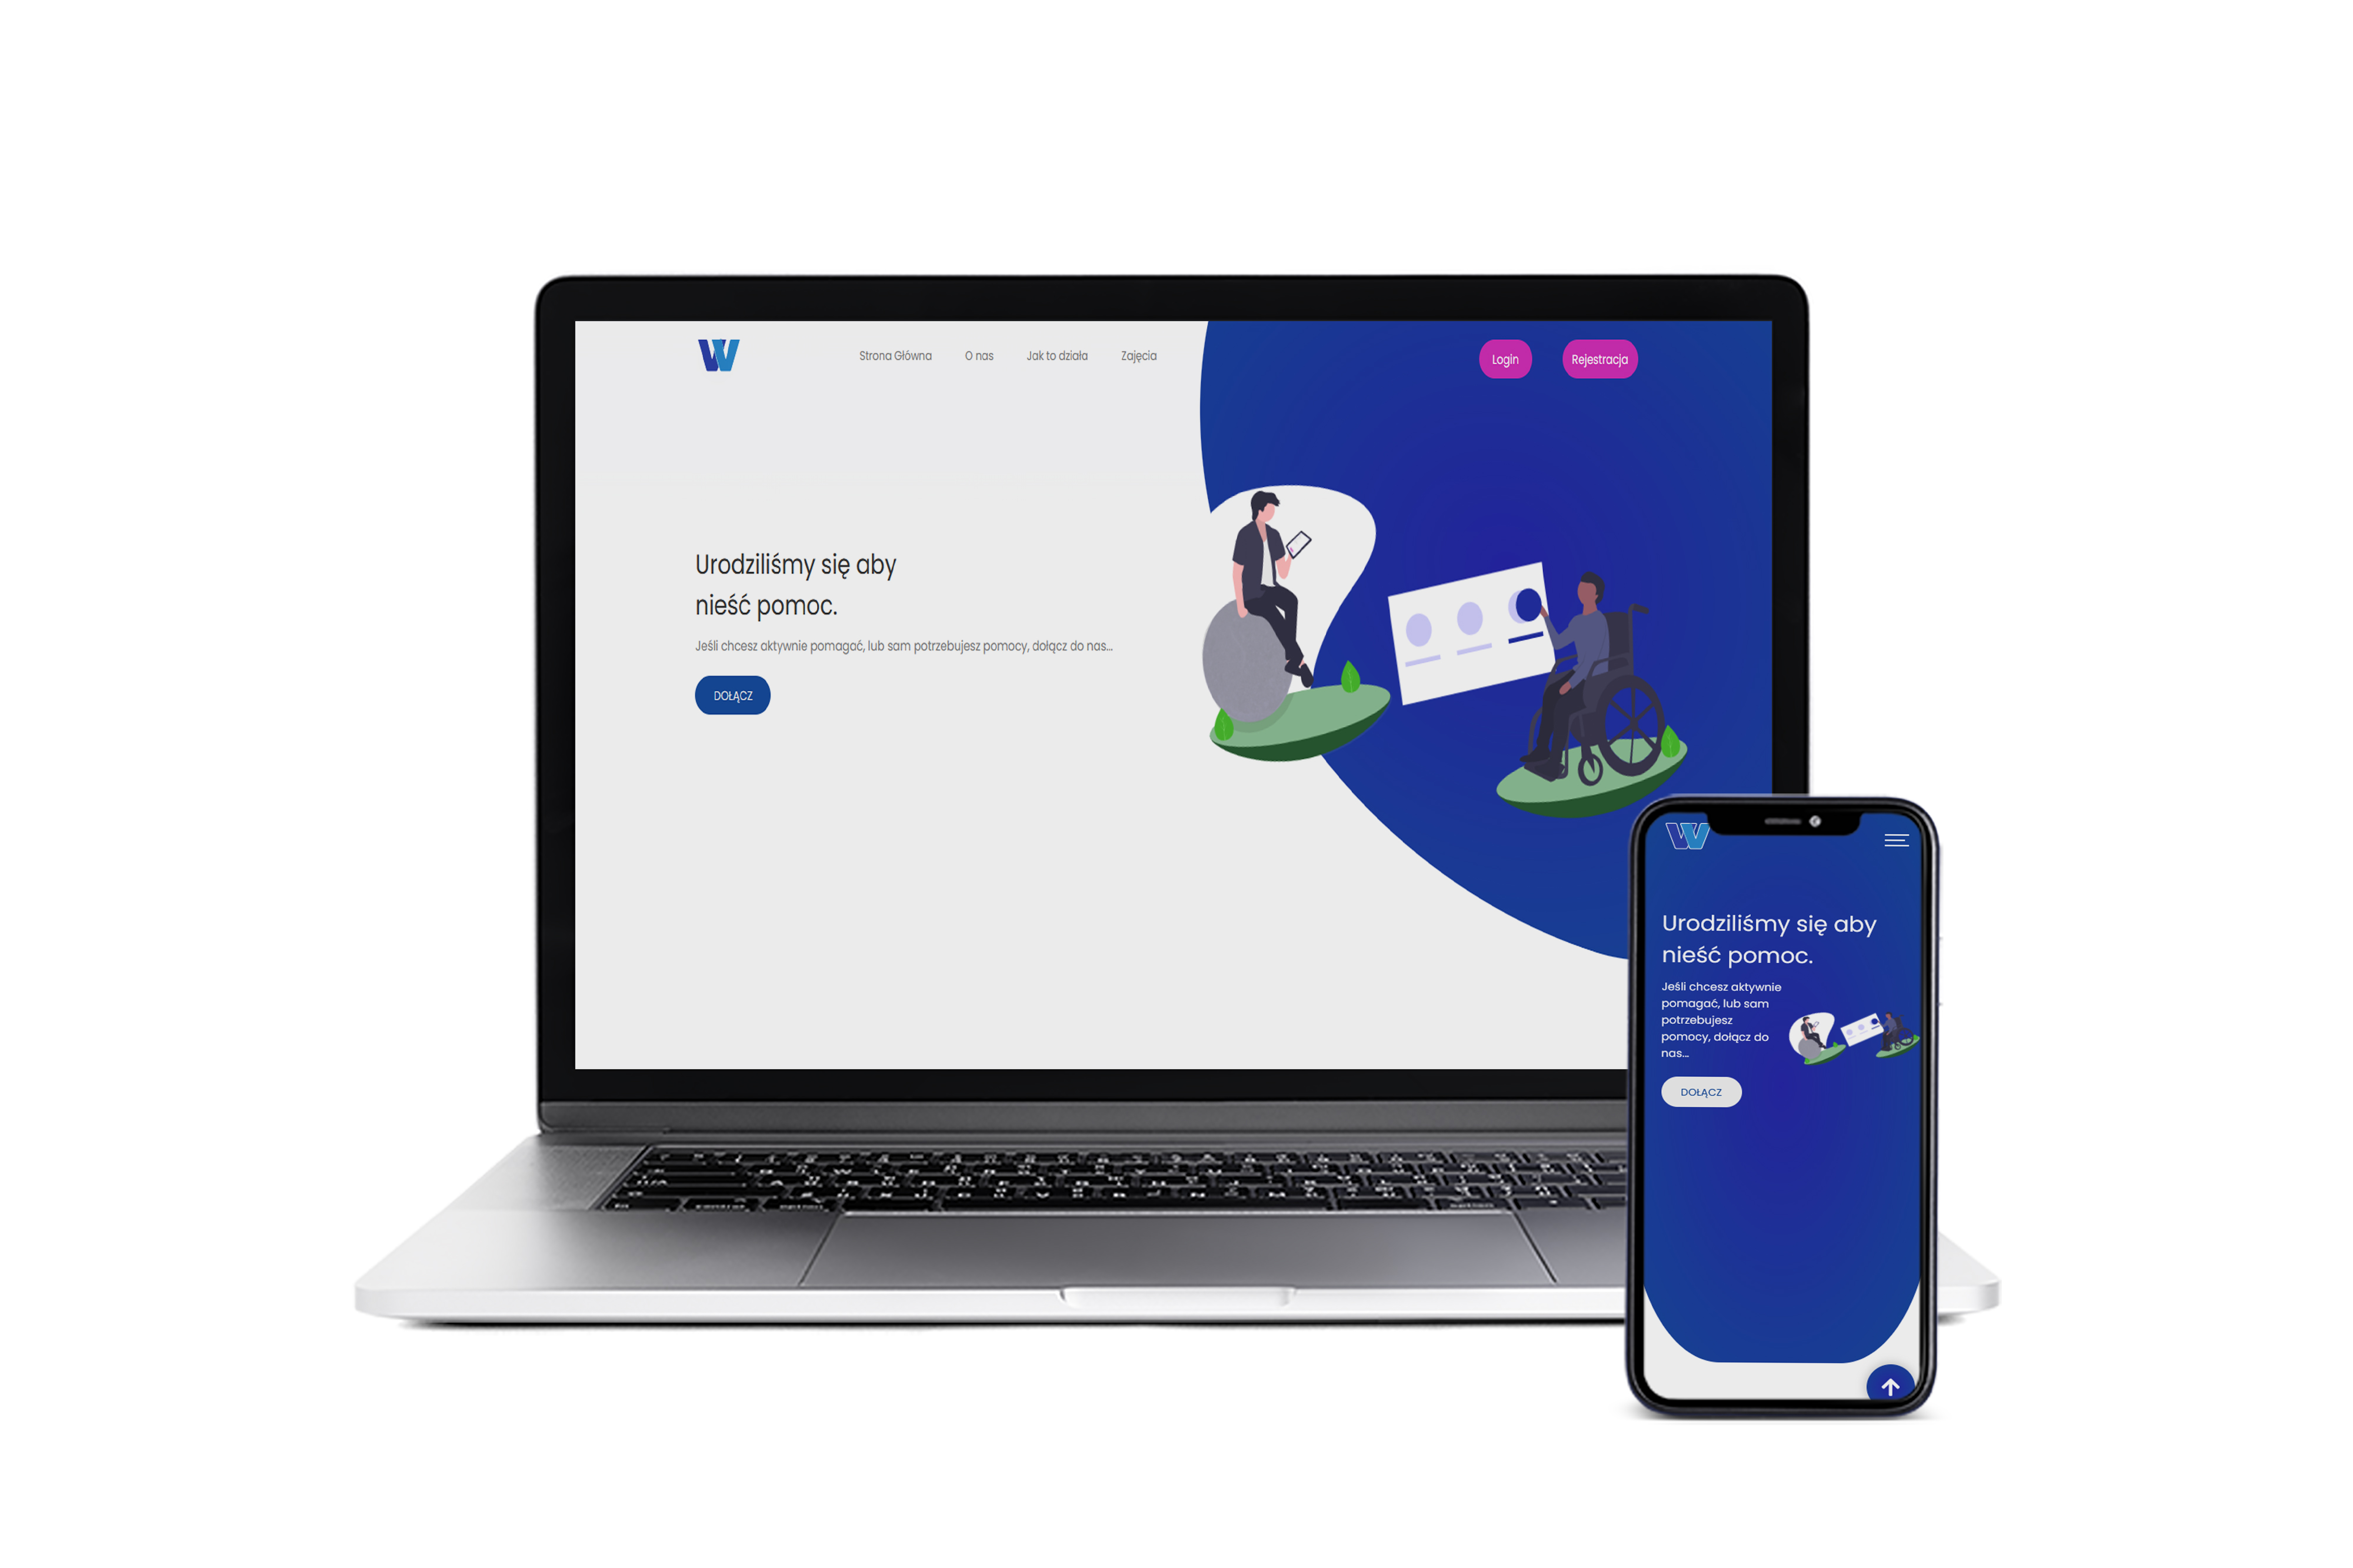 W
Strona Główna O nas Jak to działa Zajęcia Login Rejestracja
Urodziliśmy się aby
nieść pomoc.
Jeśli chcesz aktywnie pomagać, lub sam potrzebujesz pomocy, dołącz do nas...
DOŁĄCZ
W
Urodziliśmy się aby
nieść pomoc.
Jeśli chcesz aktywnie
pomagać, lub sam
potrzebujesz
pomocy, dołącz do
nas...
DOŁĄCZ